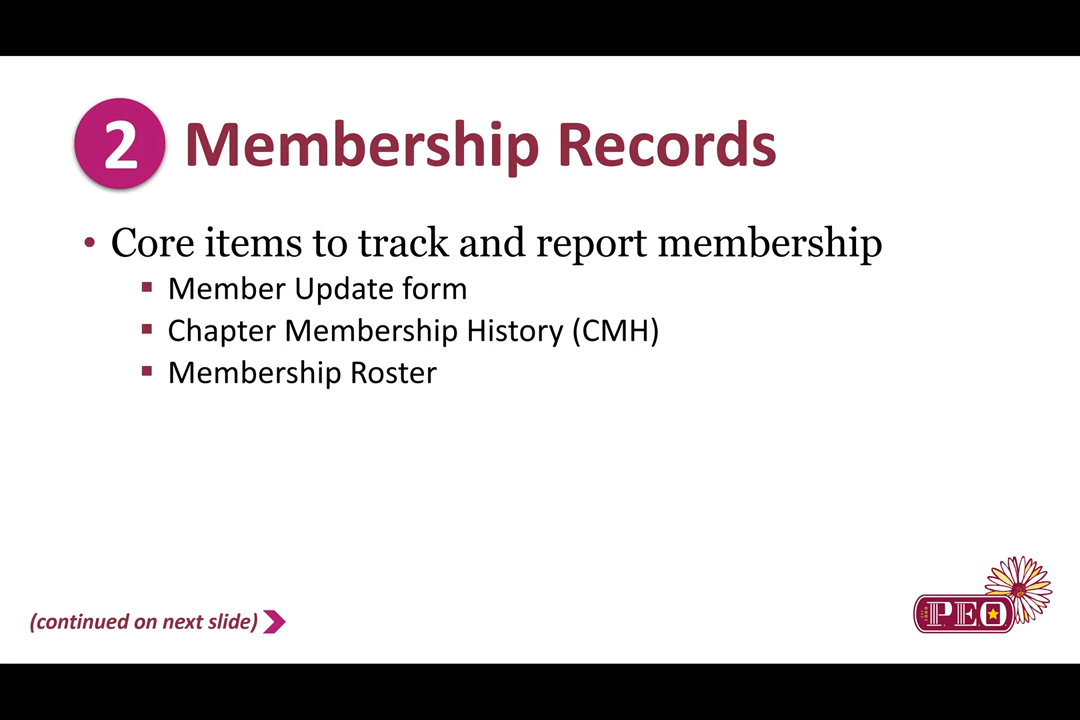 2 Membership Records
• Core items to track and report membership
▪ Member Update form
▪ Chapter Membership History (CMH)
▪ Membership Roster
(continued on next slide)
PEO